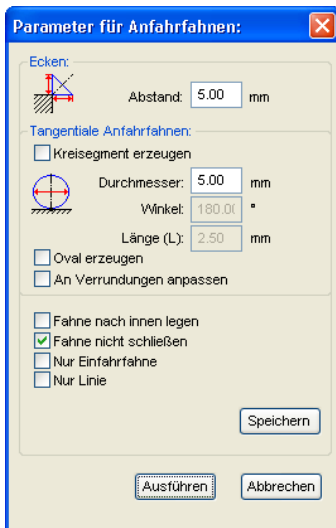 Parameter für Anfahrfahnen:
Ecken:
Abstand: 5.00 mm
Tangentiale Anfahrfahnen:
Kreisegment erzeugen
Durchmesser: 5.00 mm
Winkel: 180.0( °
Länge (L): 2.50 mm
Oval erzeugen
An Verrundungen anpassen
Fahne nach innen legen
Fahne nicht schließen
Nur Einfahrfahne
Nur Linie
Speichern
Ausführen Abbrechen